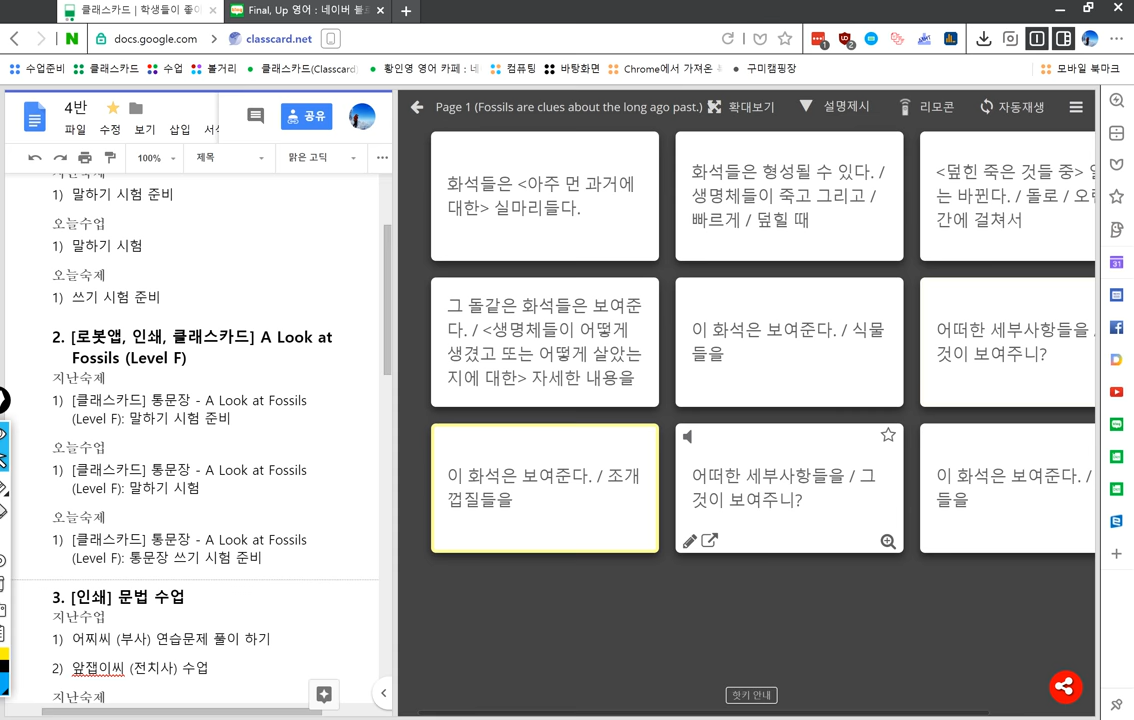 클래스카드 | 학생들이 좋아
Final, Up 영어 : 네이버 블로
docs.google.com
classcard.net
수업준비
클래스카드
수업
볼거리
클래스카드(Classcard
황인영 영어 카페 : 네
컴퓨팅
바탕화면
Chrome에서 가져온
구미캠핑장
모바일 북마크
4반
파일 수정 보기 삽입 서식
공유
100% 제목 맑은 고딕
지난숙제
1) 말하기 시험 준비
오늘수업
1) 말하기 시험
오늘숙제
1) 쓰기 시험 준비
2. [로봇앱, 인쇄, 클래스카드] A Look at
Fossils (Level F)
지난숙제
1) [클래스카드] 통문장 - A Look at Fossils
(Level F): 말하기 시험 준비
오늘수업
1) [클래스카드] 통문장 - A Look at Fossils
(Level F): 말하기 시험
오늘숙제
1) [클래스카드] 통문장 - A Look at Fossils
(Level F): 통문장 쓰기 시험 준비
3. [인쇄] 문법 수업
지난수업
1) 어찌씨 (부사) 연습문제 풀이 하기
2) 앞잽이씨 (전치사) 수업
지난숙제
Page 1 (Fossils are clues about the long ago past.)
확대보기
설명제시
리모콘
자동재생
화석들은 <아주 먼 과거에
대한> 실마리들다.
화석들은 형성될 수 있다. /
생명체들이 죽고 그리고 /
빠르게 / 덮힐 때
<덮힌 죽은 것들 중>
는 바뀐다. / 돌로 /
간에 걸쳐서
그 돌같은 화석들은 보여준
다. / <생명체들이 어떻게
생겼고 또는 어떻게 살았는
지에 대한> 자세한 내용을
이 화석은 보여준다. / 식물
들을
어떠한 세부사항들을
것이 보여주니?
이 화석은 보여준다. / 조개
껍질들을
어떠한 세부사항들을 / 그
것이 보여주니?
이 화석은 보여준다. /
들을
핫키 안내